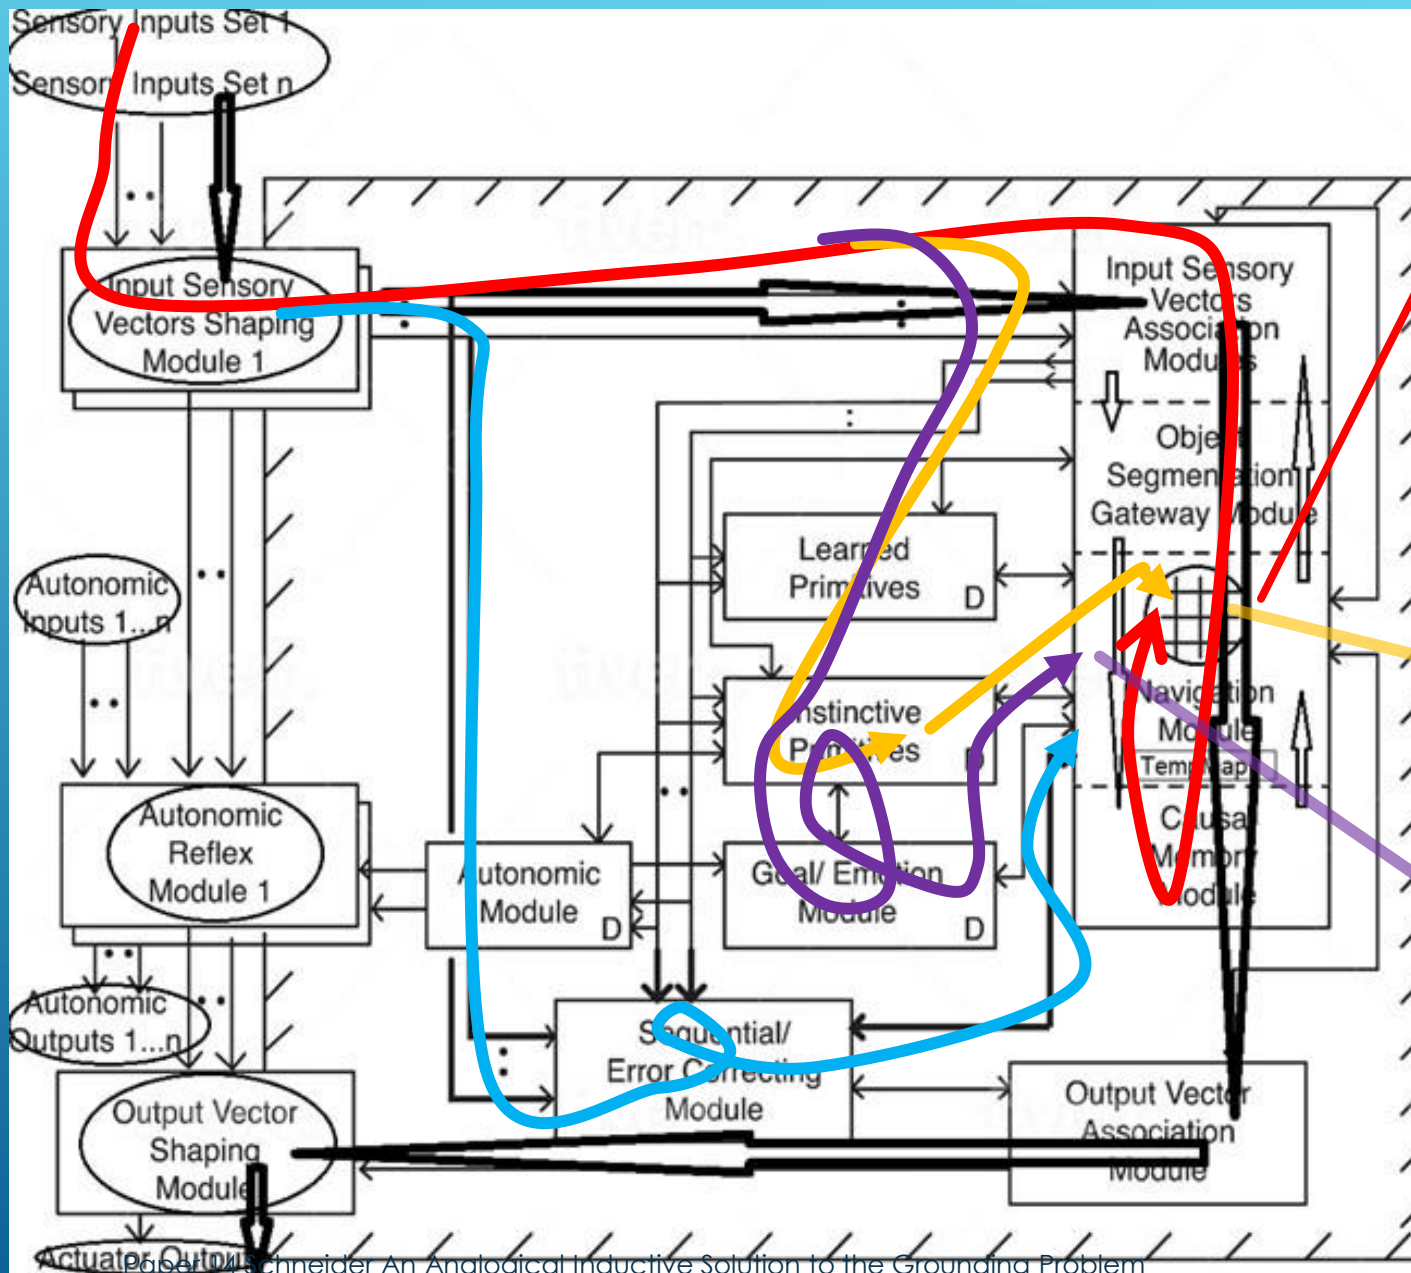 Sensory Inputs Set 1
Sensory Inputs Set n
Input Sensory
Vectors Shaping
Module 1
Input Sensory
Vectors
Association
Modules
Object
Segmentation
Gateway Module
Learned
Primitives
D
Autonomic
Inputs 1...n
Instinctive
Primitives
D
Navigation
Module
TempMap
Autonomic
Reflex
Module 1
Autonomic
Module
D
Goal/ Emotion
Module
D
Causal
Memory
Module
Autonomic
Outputs 1...n
Sequential/
Error Correcting
Module
Output Vector
Shaping
Module
Output Vector
Association
Module
Actuator Output
Paper 14 Schneider An Analogical Inductive Solution to the Grounding Problem